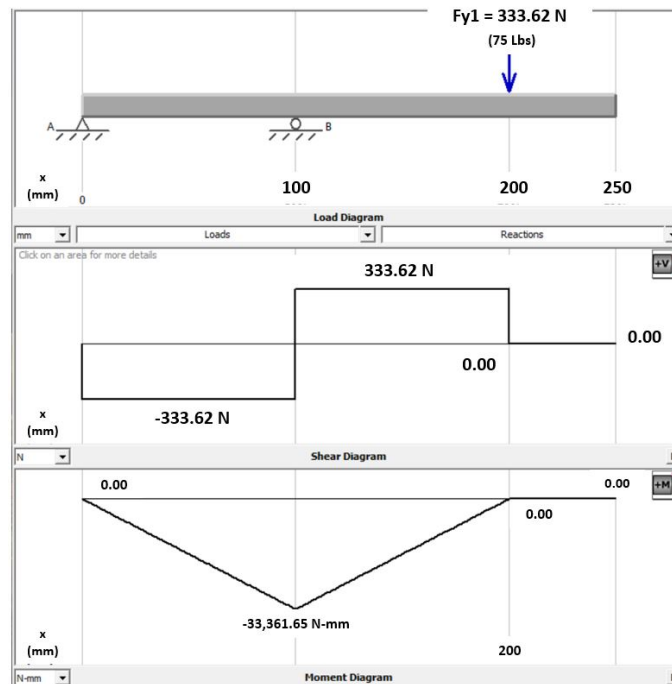 Fy1 = 333.62 N
(75 Lbs)
A
B
x
(mm)
0
100
200
250
Load Diagram
mm
Loads
Reactions
Click on an area for more details
+V
333.62 N
0.00
0.00
-333.62 N
x
(mm)
N
Shear Diagram
0.00
0.00
+M
0.00
-33,361.65 N-mm
x
(mm)
200
N-mm
Moment Diagram